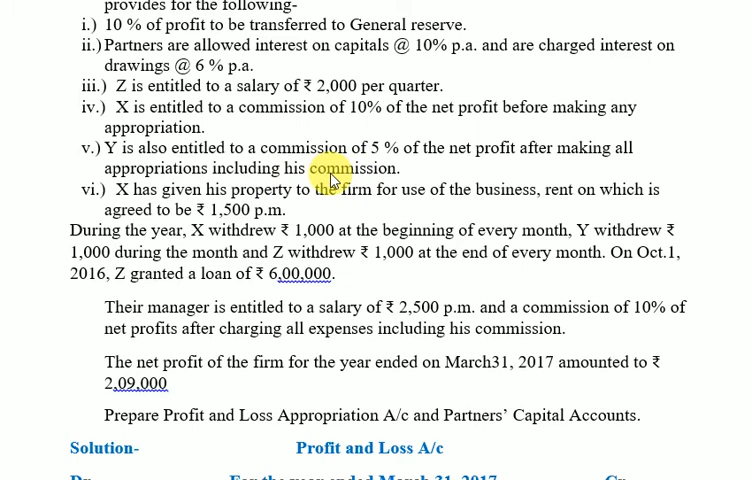 provides for the following-
i.) 10 % of profit to be transferred to General reserve.
ii.) Partners are allowed interest on capitals @ 10% p.a. and are charged interest on
drawings @ 6 % p.a.
iii.) Z is entitled to a salary of ₹ 2,000 per quarter.
iv.) X is entitled to a commission of 10% of the net profit before making any
appropriation.
v.) Y is also entitled to a commission of 5 % of the net profit after making all
appropriations including his commission.
vi.) X has given his property to the firm for use of the business, rent on which is
agreed to be ₹ 1,500 p.m.
During the year, X withdrew ₹ 1,000 at the beginning of every month, Y withdrew ₹
1,000 during the month and Z withdrew ₹ 1,000 at the end of every month. On Oct.1,
2016, Z granted a loan of ₹ 6,00,000.
Their manager is entitled to a salary of ₹ 2,500 p.m. and a commission of 10% of
net profits after charging all expenses including his commission.
The net profit of the firm for the year ended on March31, 2017 amounted to ₹
2,09,000
Prepare Profit and Loss Appropriation A/c and Partners’ Capital Accounts.
Solution- Profit and Loss A/c
Dr. For the year ended March 31, 2017 Cr.